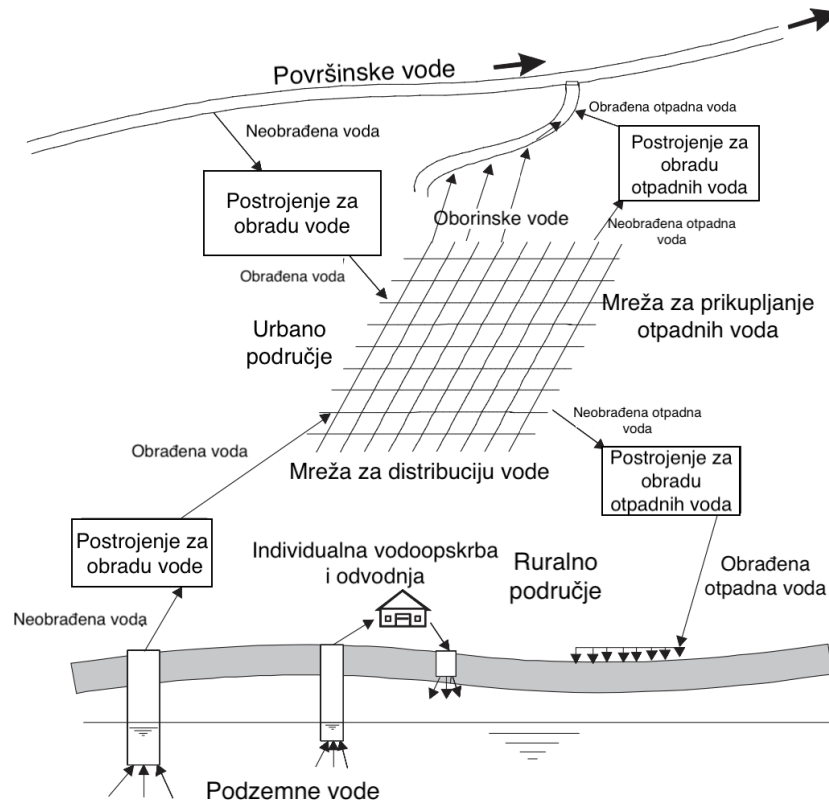 Površinske vode
Neobrađena voda
Obrađena otpadna voda
Postrojenje za
obradu
otpadnih voda
Postrojenje za
obradu vode
Oborinske vode
Neobrađena otpadna
voda
Obrađena voda
Urbano
područje
Mreža za prikupljanje
otpadnih voda
Neobrađena otpadna
voda
Obrađena voda
Mreža za distribuciju vode
Postrojenje za
obradu
otpadnih voda
Postrojenje za
obradu vode
Individualna vodoopskrba
i odvodnja
Ruralno
područje
Obrađena
otpadna voda
Neobrađena voda
Podzemne vode